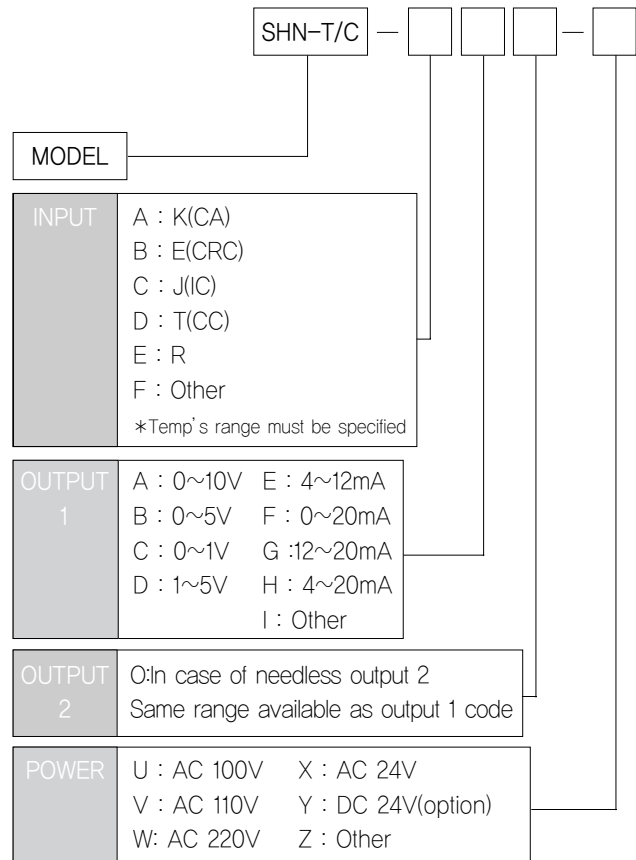 SHN-T/C — —
MODEL
INPUT
A : K(CA)
B : E(CRC)
C : J(IC)
D : T(CC)
E : R
F : Other
*Temp's range must be specified
OUTPUT 1
A : 0~10V E : 4~12mA
B : 0~5V F : 0~20mA
C : 0~1V G :12~20mA
D : 1~5V H : 4~20mA
I : Other
OUTPUT 2
O:In case of needless output 2
Same range available as output 1 code
POWER
U : AC 100V X : AC 24V
V : AC 110V Y : DC 24V(option)
W: AC 220V Z : Other